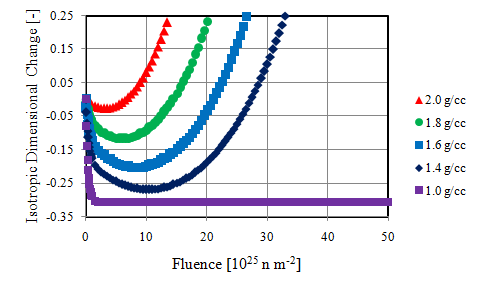 Isotropic Dimensional Change [-]
0.25
0.15
0.05
-0.05
-0.15
-0.25
-0.35
0 10 20 30 40 50
Fluence [10²⁵ n m⁻²]
2.0 g/cc
1.8 g/cc
1.6 g/cc
1.4 g/cc
1.0 g/cc